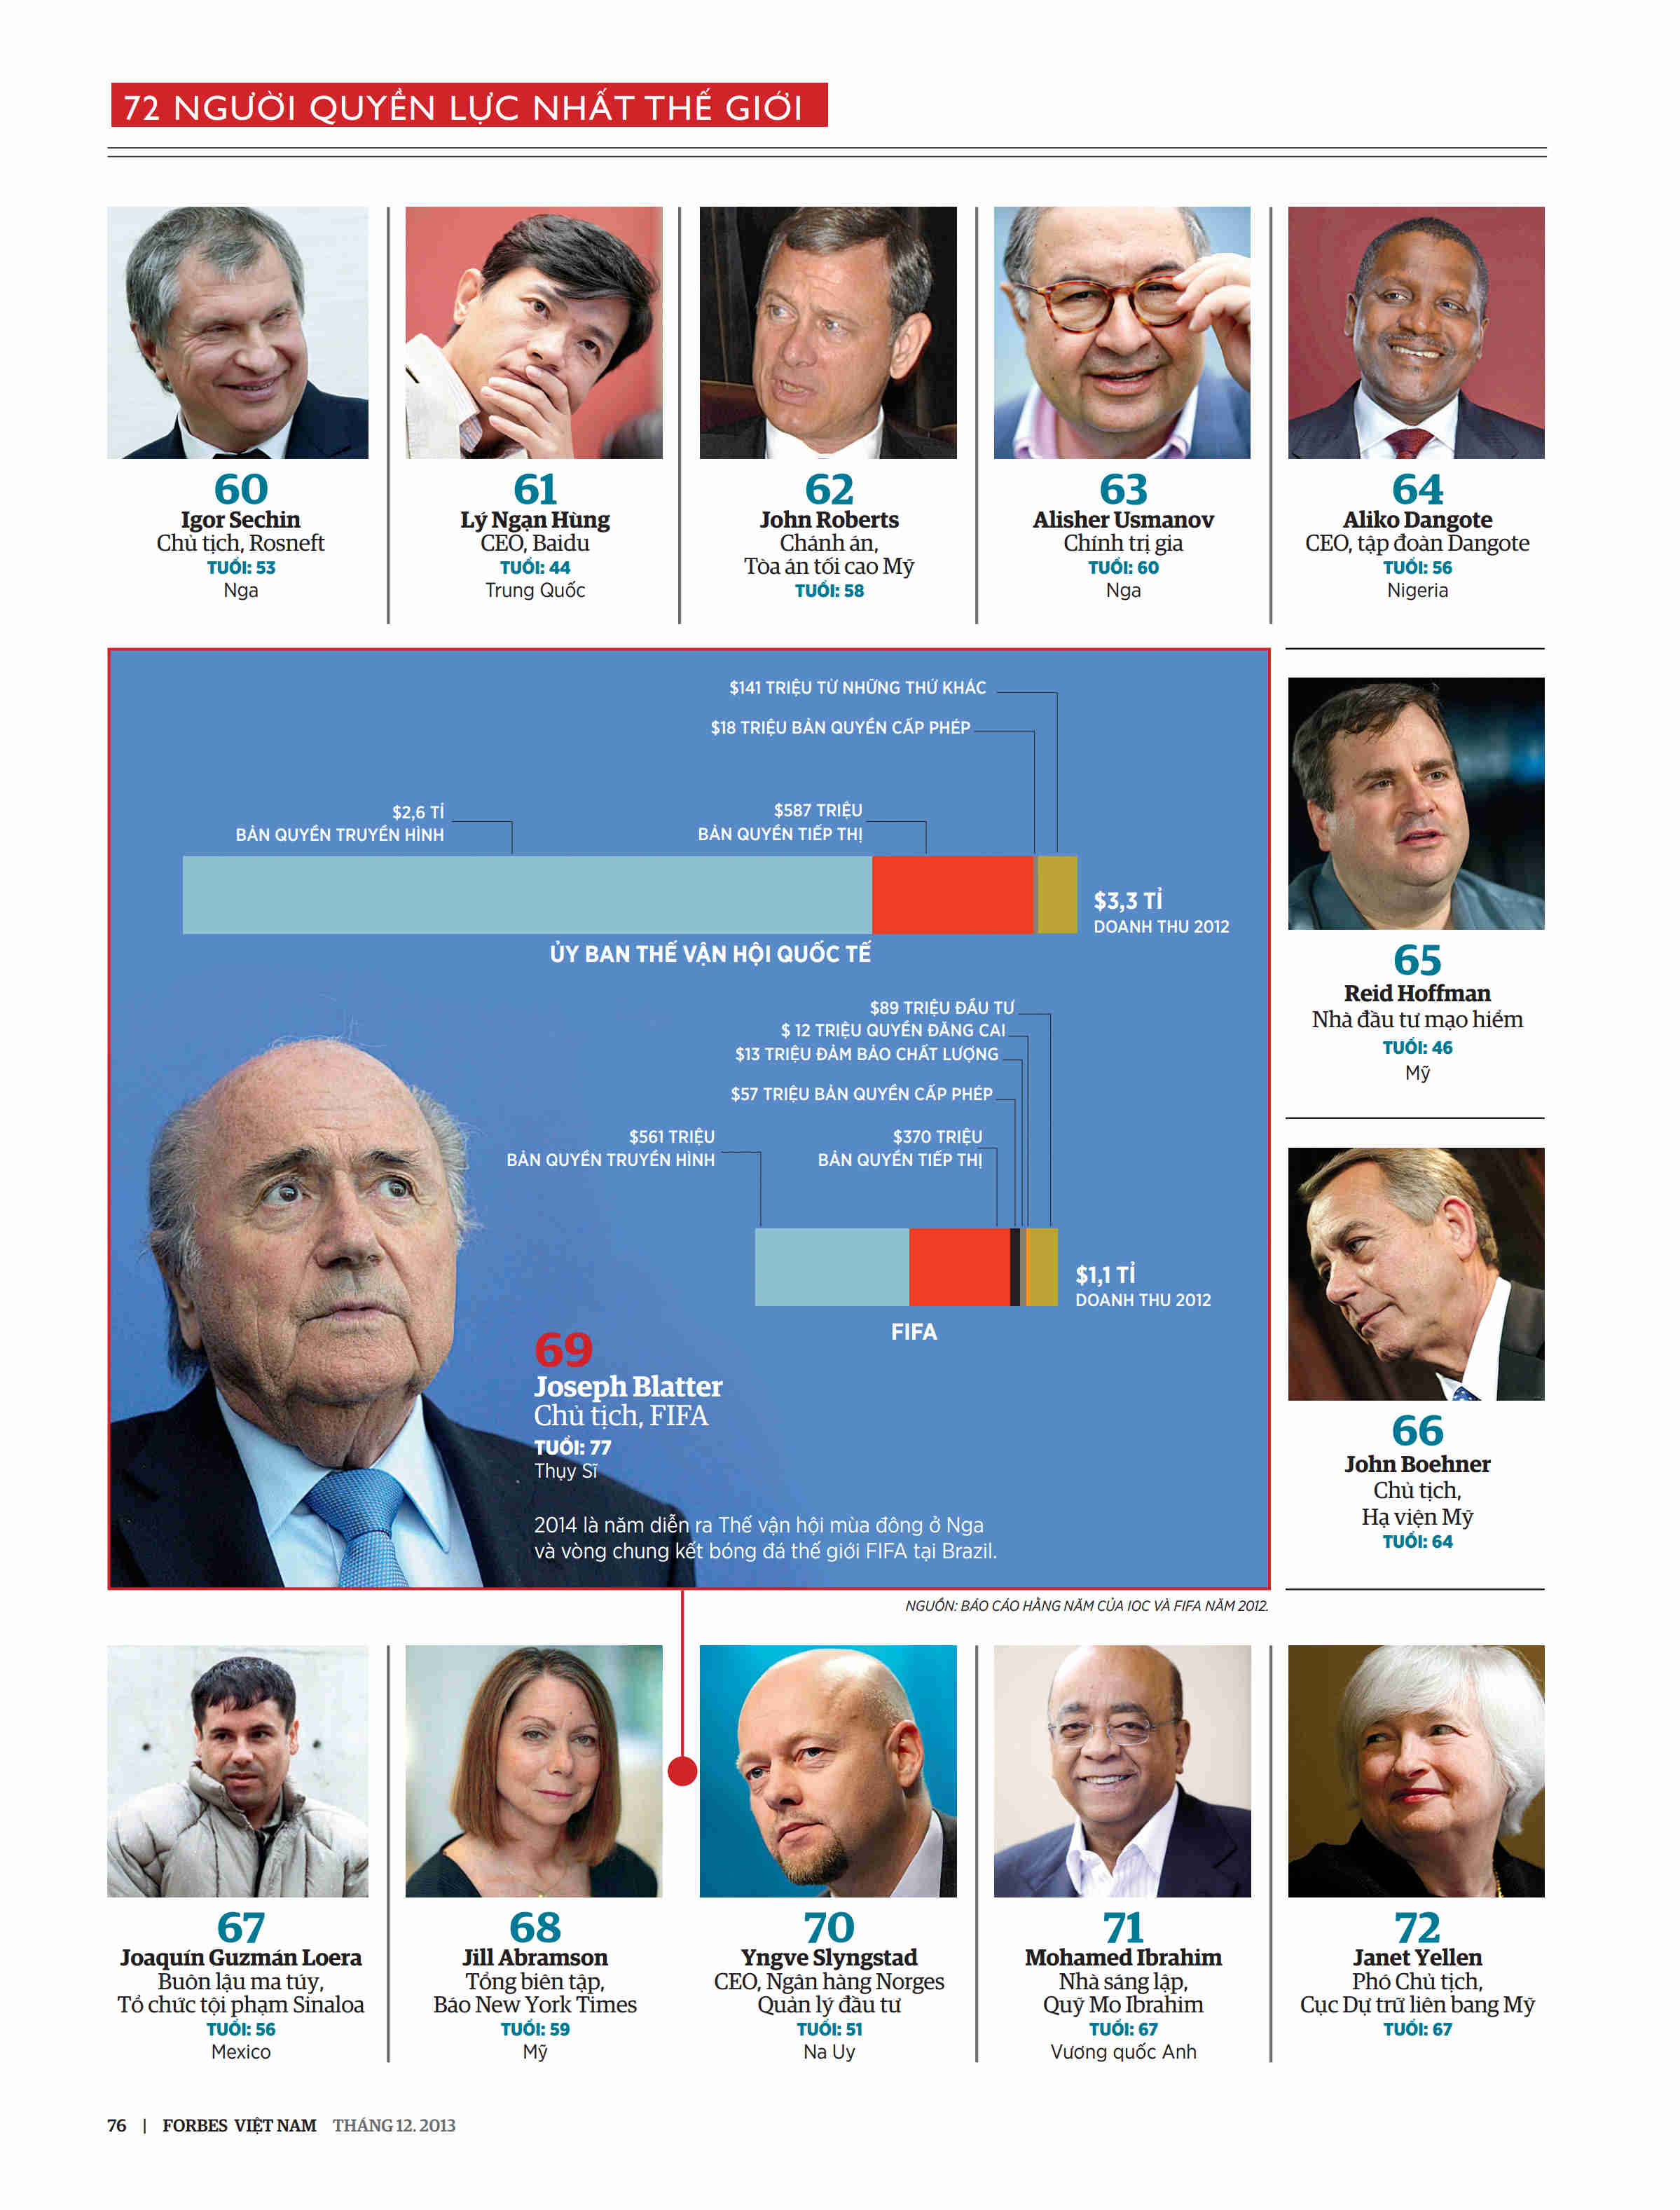 72 NGƯỜI QUYỀN LỰC NHẤT THẾ GIỚI
60
Igor Sechin
Chủ tịch, Rosneft
TUỔI: 53
Nga
61
Lý Ngạn Hùng
CEO, Baidu
TUỔI: 44
Trung Quốc
62
John Roberts
Chánh án,
Tòa án tối cao Mỹ
TUỔI: 58
63
Alisher Usmanov
Chính trị gia
TUỔI: 60
Nga
64
Aliko Dangote
CEO, tập đoàn Dangote
TUỔI: 56
Nigeria
$141 TRIỆU TỪ NHỮNG THỨ KHÁC
$18 TRIỆU BẢN QUYỀN CẤP PHÉP
$2,6 TỈ
BẢN QUYỀN TRUYỀN HÌNH
$587 TRIỆU
BẢN QUYỀN TIẾP THỊ
$3,3 TỈ
DOANH THU 2012
ỦY BAN THẾ VẬN HỘI QUỐC TẾ
$89 TRIỆU ĐẦU TƯ
$ 12 TRIỆU QUYỀN ĐĂNG CAI
$13 TRIỆU ĐẢM BẢO CHẤT LƯỢNG
$57 TRIỆU BẢN QUYỀN CẤP PHÉP
$561 TRIỆU
BẢN QUYỀN TRUYỀN HÌNH
$370 TRIỆU
BẢN QUYỀN TIẾP THỊ
$1,1 TỈ
DOANH THU 2012
FIFA
69
Joseph Blatter
Chủ tịch, FIFA
TUỔI: 77
Thụy Sĩ
2014 là năm diễn ra Thế vận hội mùa đông ở Nga
và vòng chung kết bóng đá thế giới FIFA tại Brazil.
NGUỒN: BÁO CÁO HẰNG NĂM CỦA IOC VÀ FIFA NĂM 2012.
65
Reid Hoffman
Nhà đầu tư mạo hiểm
TUỔI: 46
Mỹ
66
John Boehner
Chủ tịch,
Hạ viện Mỹ
TUỔI: 64
67
Joaquín Guzmán Loera
Buôn lậu ma túy,
Tổ chức tội phạm Sinaloa
TUỔI: 56
Mexico
68
Jill Abramson
Tổng biên tập,
Báo New York Times
TUỔI: 59
Mỹ
70
Yngve Slyngstad
CEO, Ngân hàng Norges
Quản lý đầu tư
TUỔI: 51
Na Uy
71
Mohamed Ibrahim
Nhà sáng lập,
Quỹ Mo Ibrahim
TUỔI: 67
Vương quốc Anh
72
Janet Yellen
Phó Chủ tịch,
Cục Dự trữ liên bang Mỹ
TUỔI: 67
76 | FORBES VIỆT NAM THÁNG 12. 2013